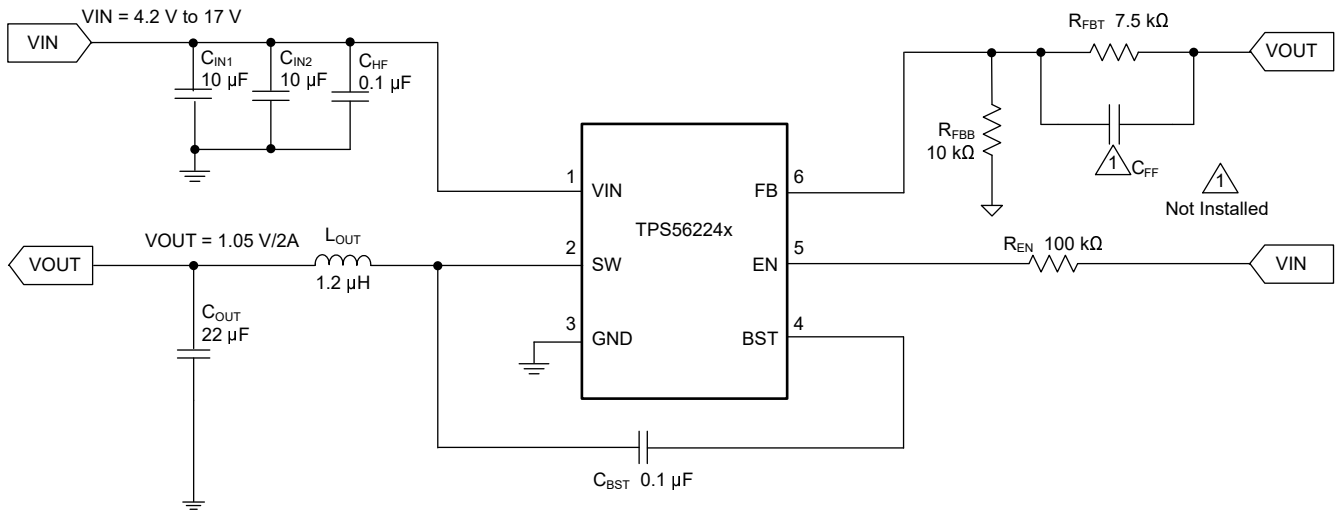 VIN = 4.2 V to 17 V
VIN
CIN1
10 µF
CIN2
10 µF
CHF
0.1 µF
RFBT 7.5 kΩ
VOUT
RFBB
10 kΩ
1
CFF
1
Not Installed
1
VIN
FB
6
TPS56224x
VOUT = 1.05 V/2A
LOUT
1.2 µH
VOUT
2
SW
EN
5
REN 100 kΩ
VIN
COUT
22 µF
3
GND
BST
4
CBST 0.1 µF